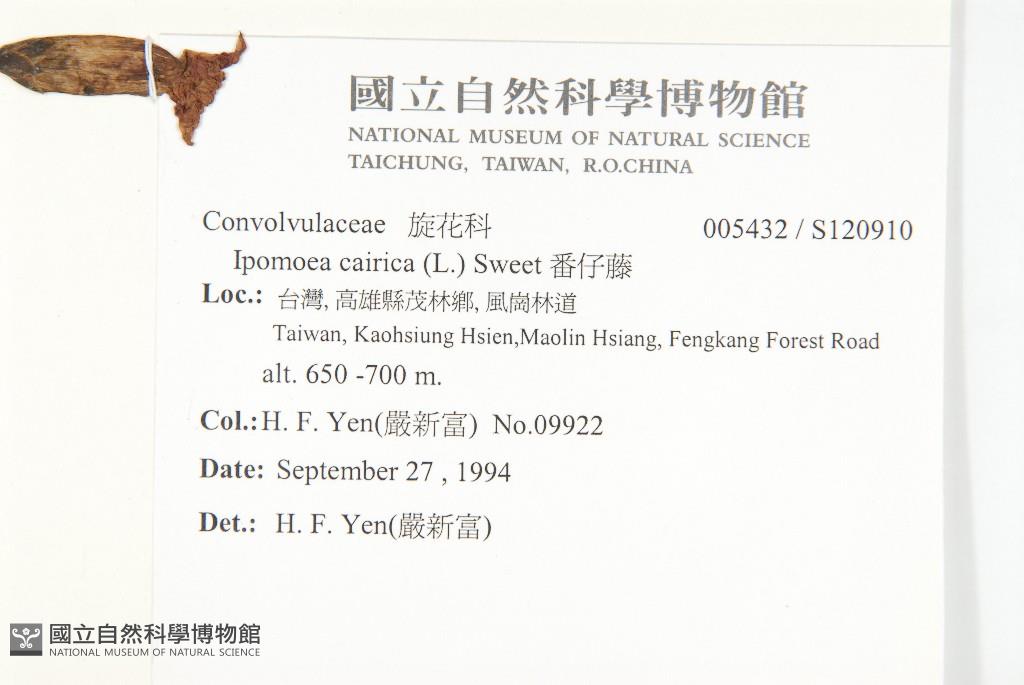 國立自然科學博物館
NATIONAL MUSEUM OF NATURAL SCIENCE
TAICHUNG, TAIWAN, R.O.CHINA
Convolvulaceae 旋花科 005432 / S120910
Ipomoea cairica (L.) Sweet 番仔藤
Loc.: 台灣, 高雄縣茂林鄉, 風崗林道
Taiwan, Kaohsiung Hsien,Maolin Hsiang, Fengkang Forest Road
alt. 650 -700 m.
Col.: H. F. Yen(嚴新富) No.09922
Date: September 27 , 1994
Det.: H. F. Yen(嚴新富)
國立自然科學博物館
NATIONAL MUSEUM OF NATURAL SCIENCE